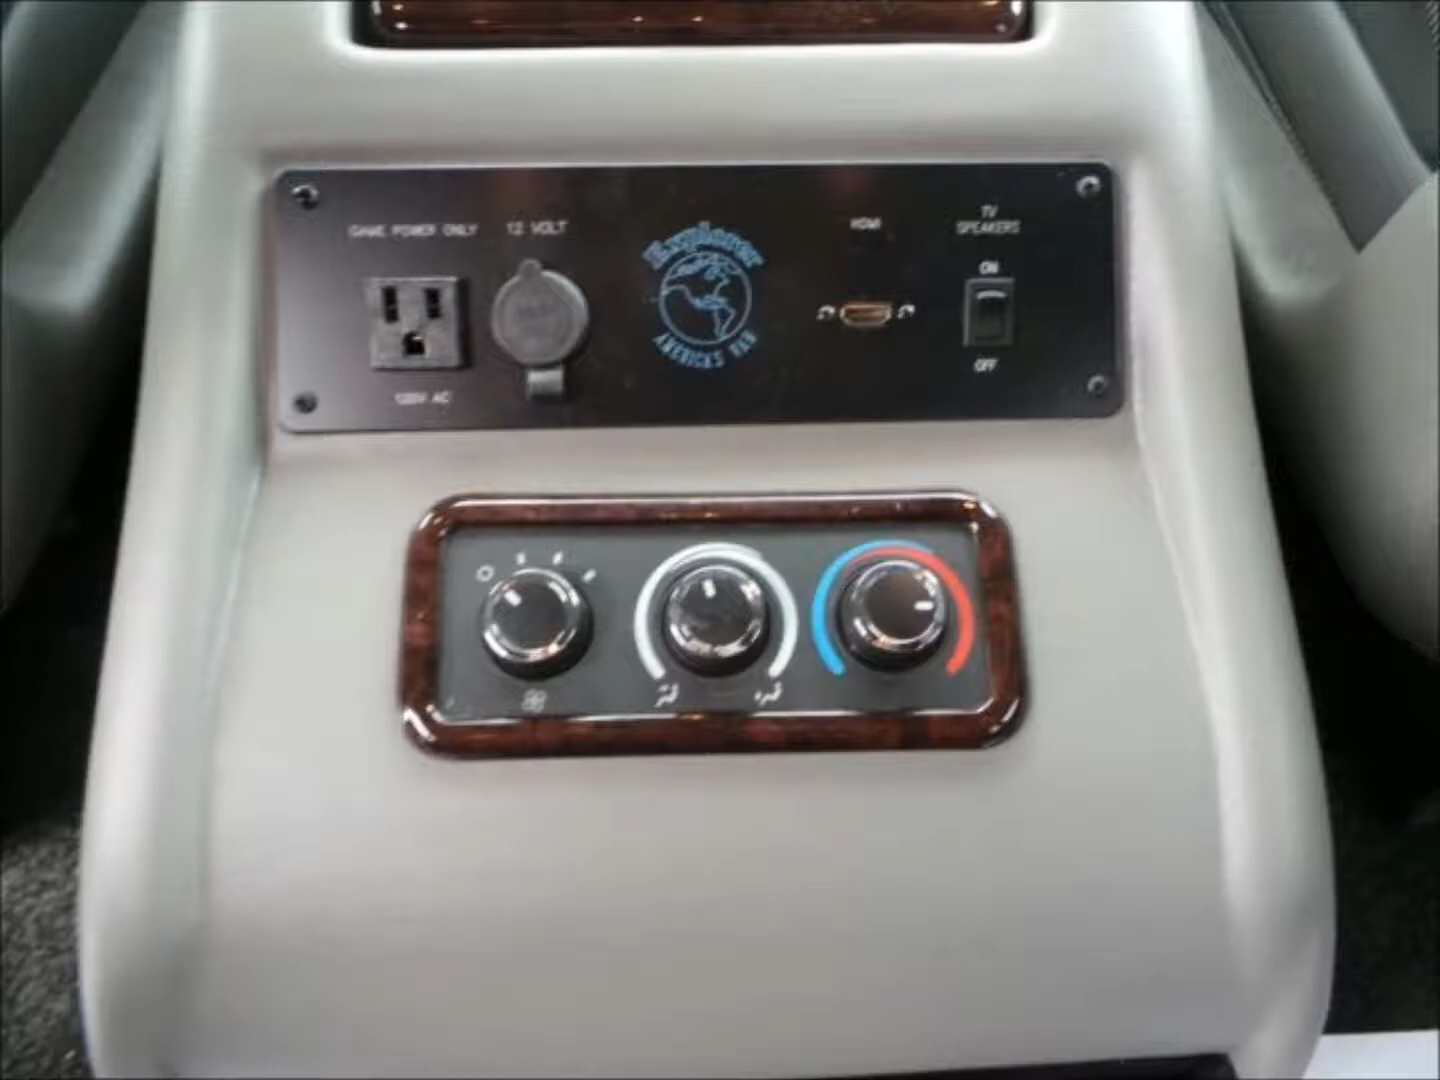 GAME POWER ONLY
12 VOLT
120V AC
Explorer
AMERICA'S VAN
HDMI
TV
SPEAKERS
ON
OFF